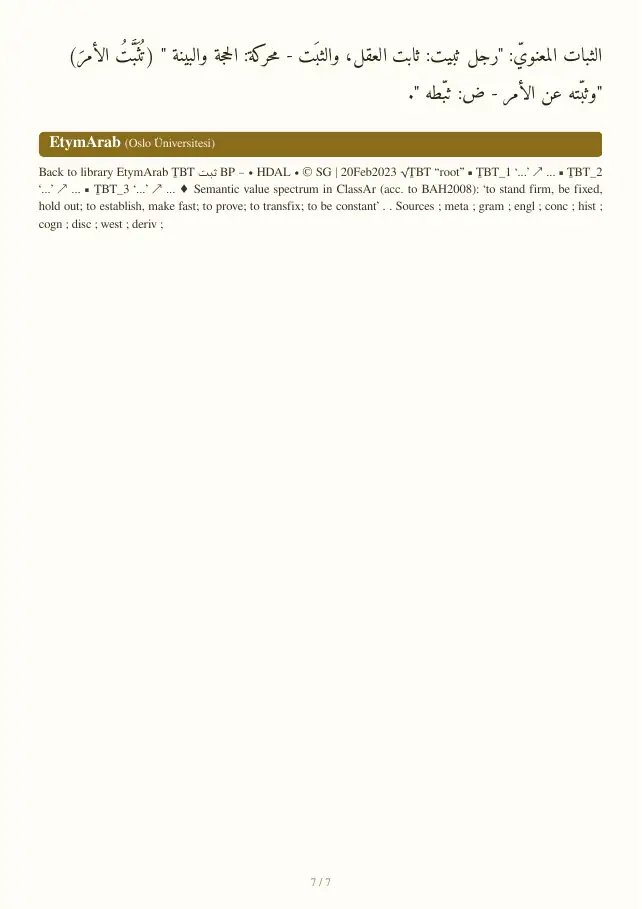 الثبات المعنويّ: "رجل ثبيت: ثابت العقل، والثبَت - محركة: الحجة والبينة " (تُثَبَّتُ الأمرَ)
"وثبّته عن الأمر - ض: ثبّطه ".
EtymArab (Oslo Üniversitesi)
Back to library EtymArab ṮBT ثبت BP – • HDAL • © SG | 20Feb2023 √ṮBT “root” ▪ ṮBT_1 ‘...’ ↗ ... ▪ ṮBT_2
‘...’ ↗ ... ▪ ṮBT_3 ‘...’ ↗ ... ♦ Semantic value spectrum in ClassAr (acc. to BAH2008): ‘to stand firm, be fixed,
hold out; to establish, make fast; to prove; to transfix; to be constant’ . . Sources ; meta ; gram ; engl ; conc ; hist ;
cogn ; disc ; west ; deriv ;
7 / 7